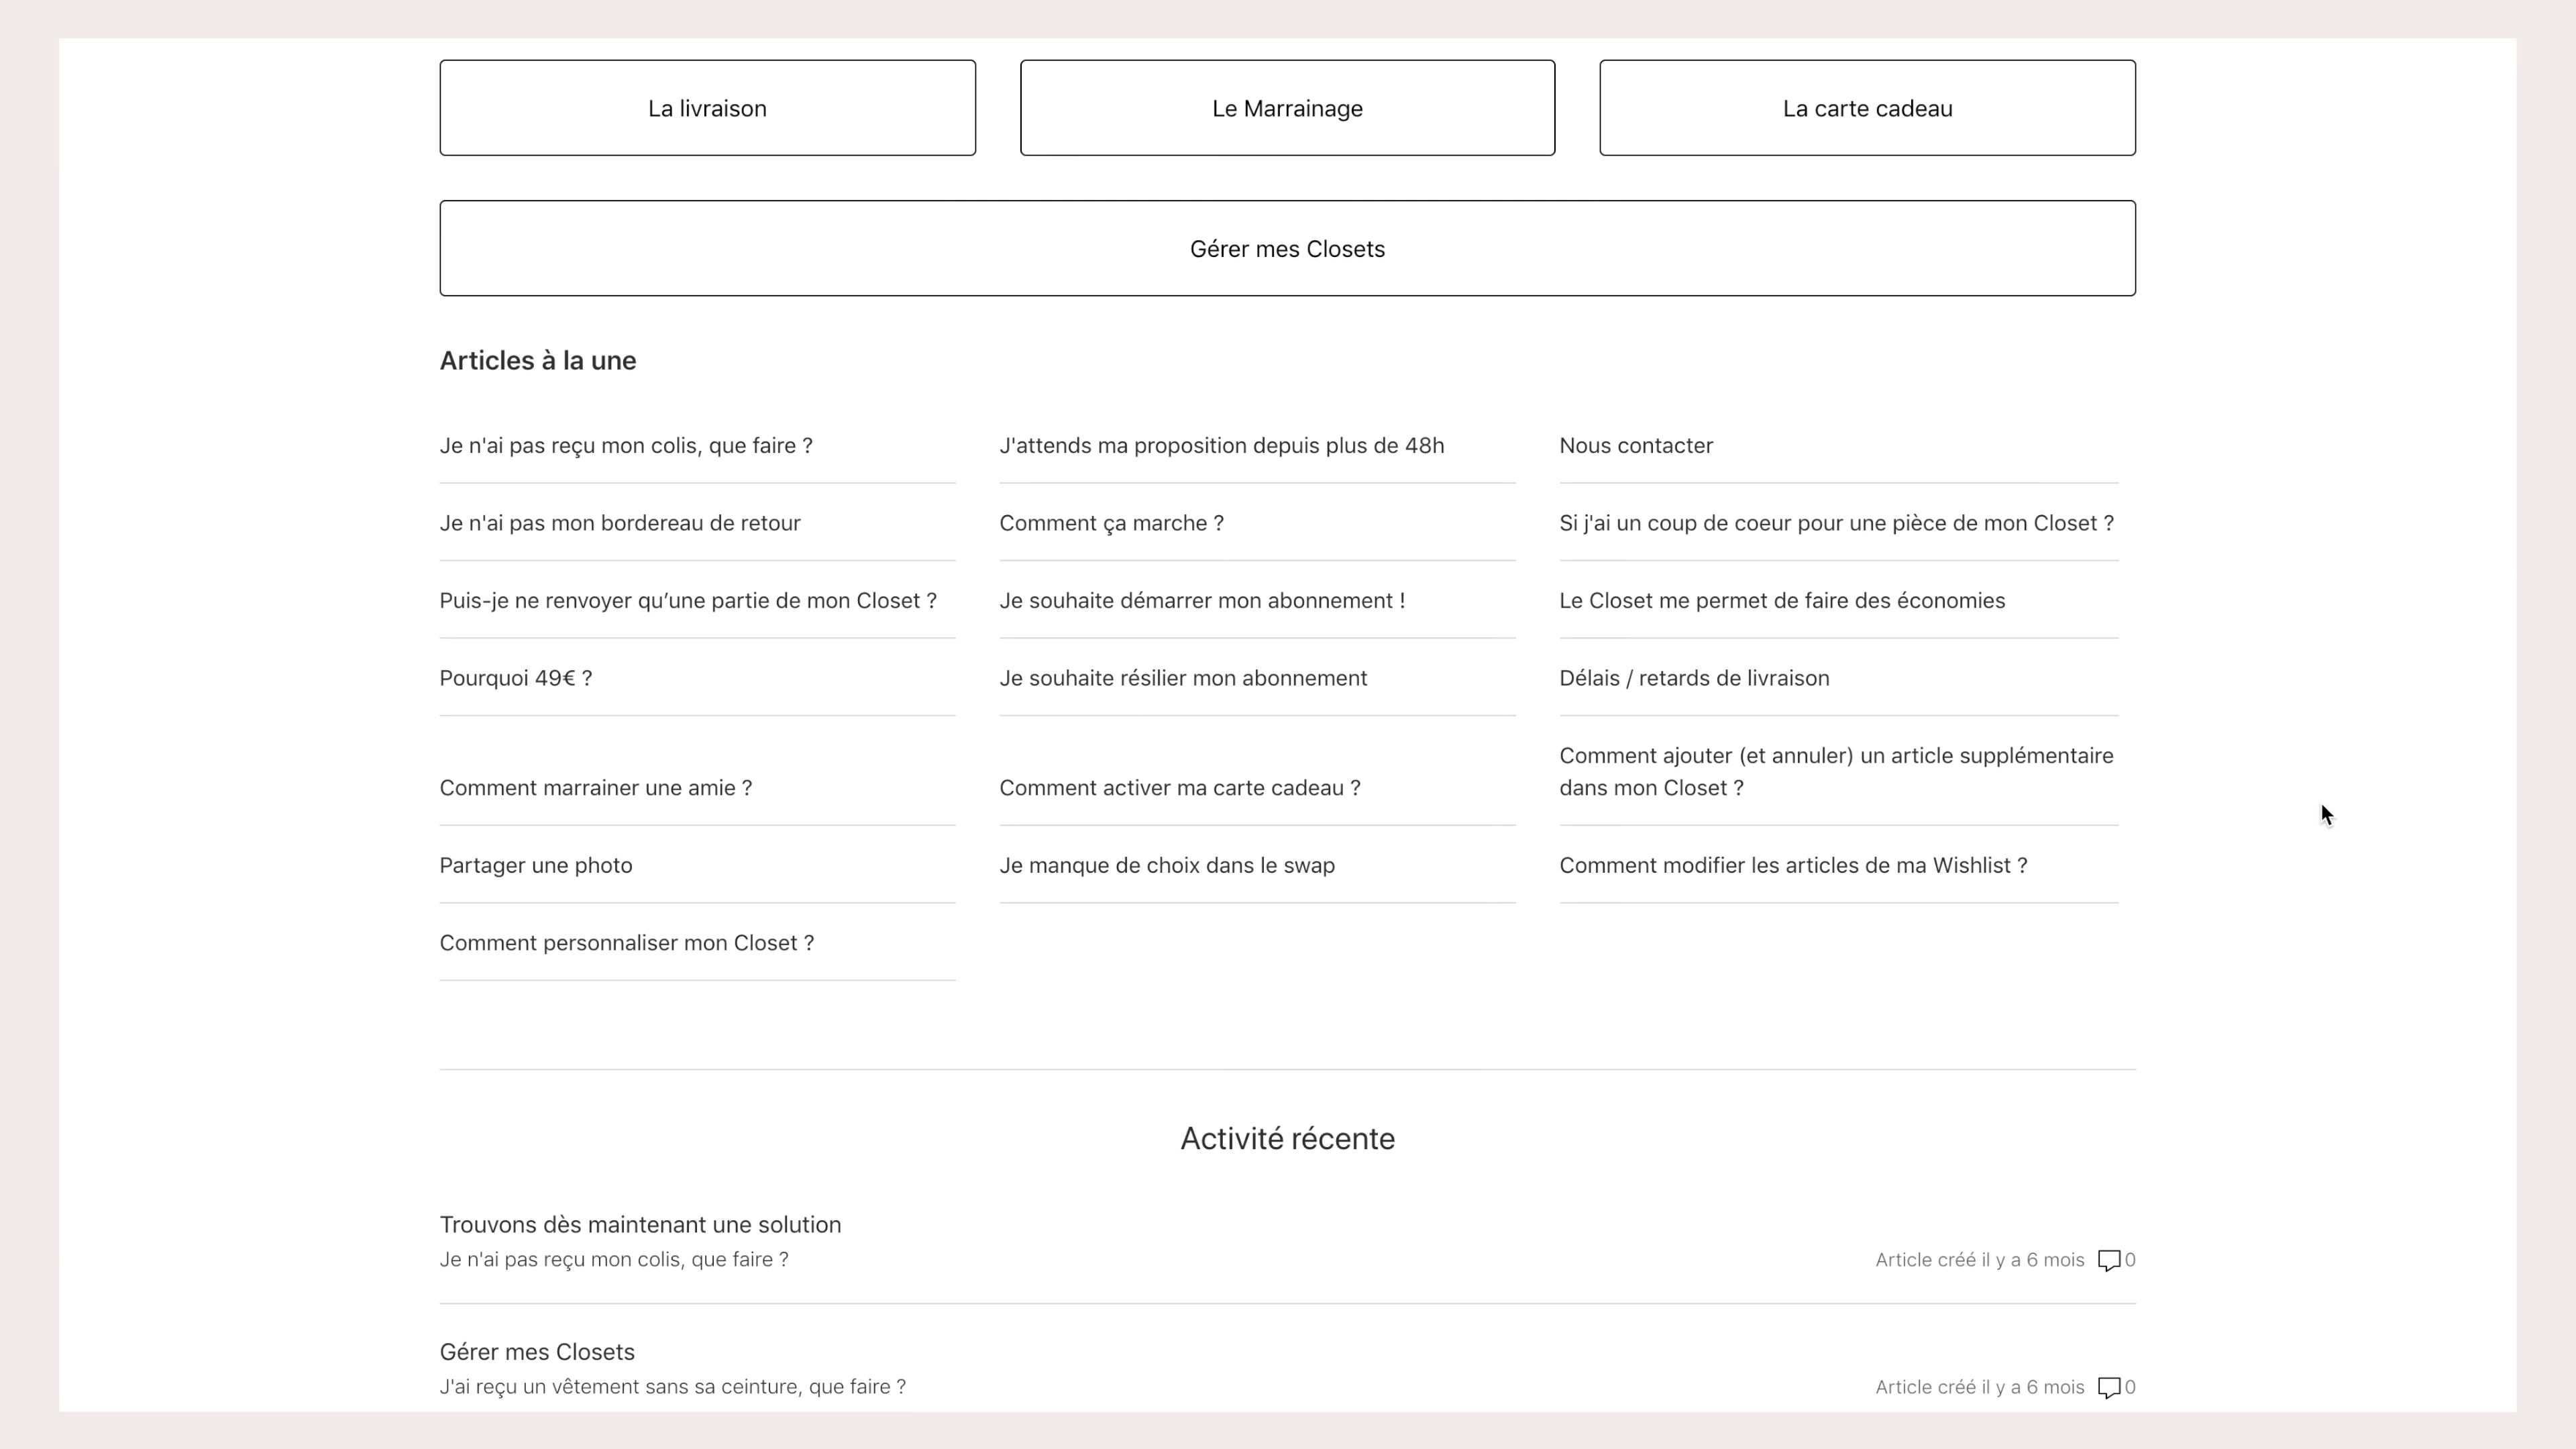 La livraison
Le Marrainage
La carte cadeau
Gérer mes Closets
Articles à la une
Je n'ai pas reçu mon colis, que faire ?
J'attends ma proposition depuis plus de 48h
Nous contacter
Je n'ai pas mon bordereau de retour
Comment ça marche ?
Si j'ai un coup de coeur pour une pièce de mon Closet ?
Puis-je ne renvoyer qu’une partie de mon Closet ?
Je souhaite démarrer mon abonnement !
Le Closet me permet de faire des économies
Pourquoi 49€ ?
Je souhaite résilier mon abonnement
Délais / retards de livraison
Comment marrainer une amie ?
Comment activer ma carte cadeau ?
Comment ajouter (et annuler) un article supplémentaire
dans mon Closet ?
Partager une photo
Je manque de choix dans le swap
Comment modifier les articles de ma Wishlist ?
Comment personnaliser mon Closet ?
Activité récente
Trouvons dès maintenant une solution
Je n'ai pas reçu mon colis, que faire ?
Article créé il y a 6 mois 0
Gérer mes Closets
J'ai reçu un vêtement sans sa ceinture, que faire ?
Article créé il y a 6 mois 0